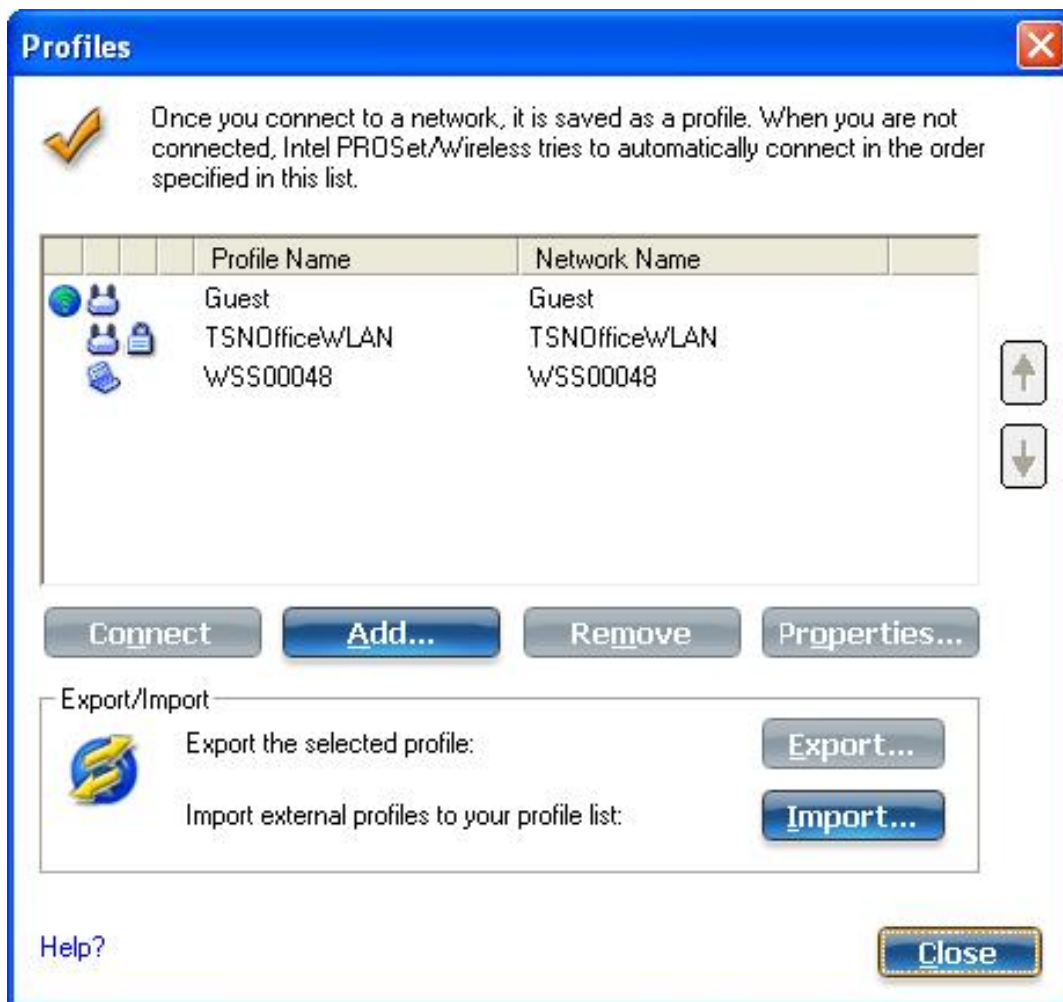 Profiles
Once you connect to a network, it is saved as a profile. When you are not
connected, Intel PROSet/Wireless tries to automatically connect in the order
specified in this list.
Profile Name Network Name
Guest Guest
TSNOfficeWLAN TSNOfficeWLAN
WSS00048 WSS00048
Connect Add... Remove Properties...
Export/Import
Export the selected profile: Export...
Import external profiles to your profile list: Import...
Help? Close